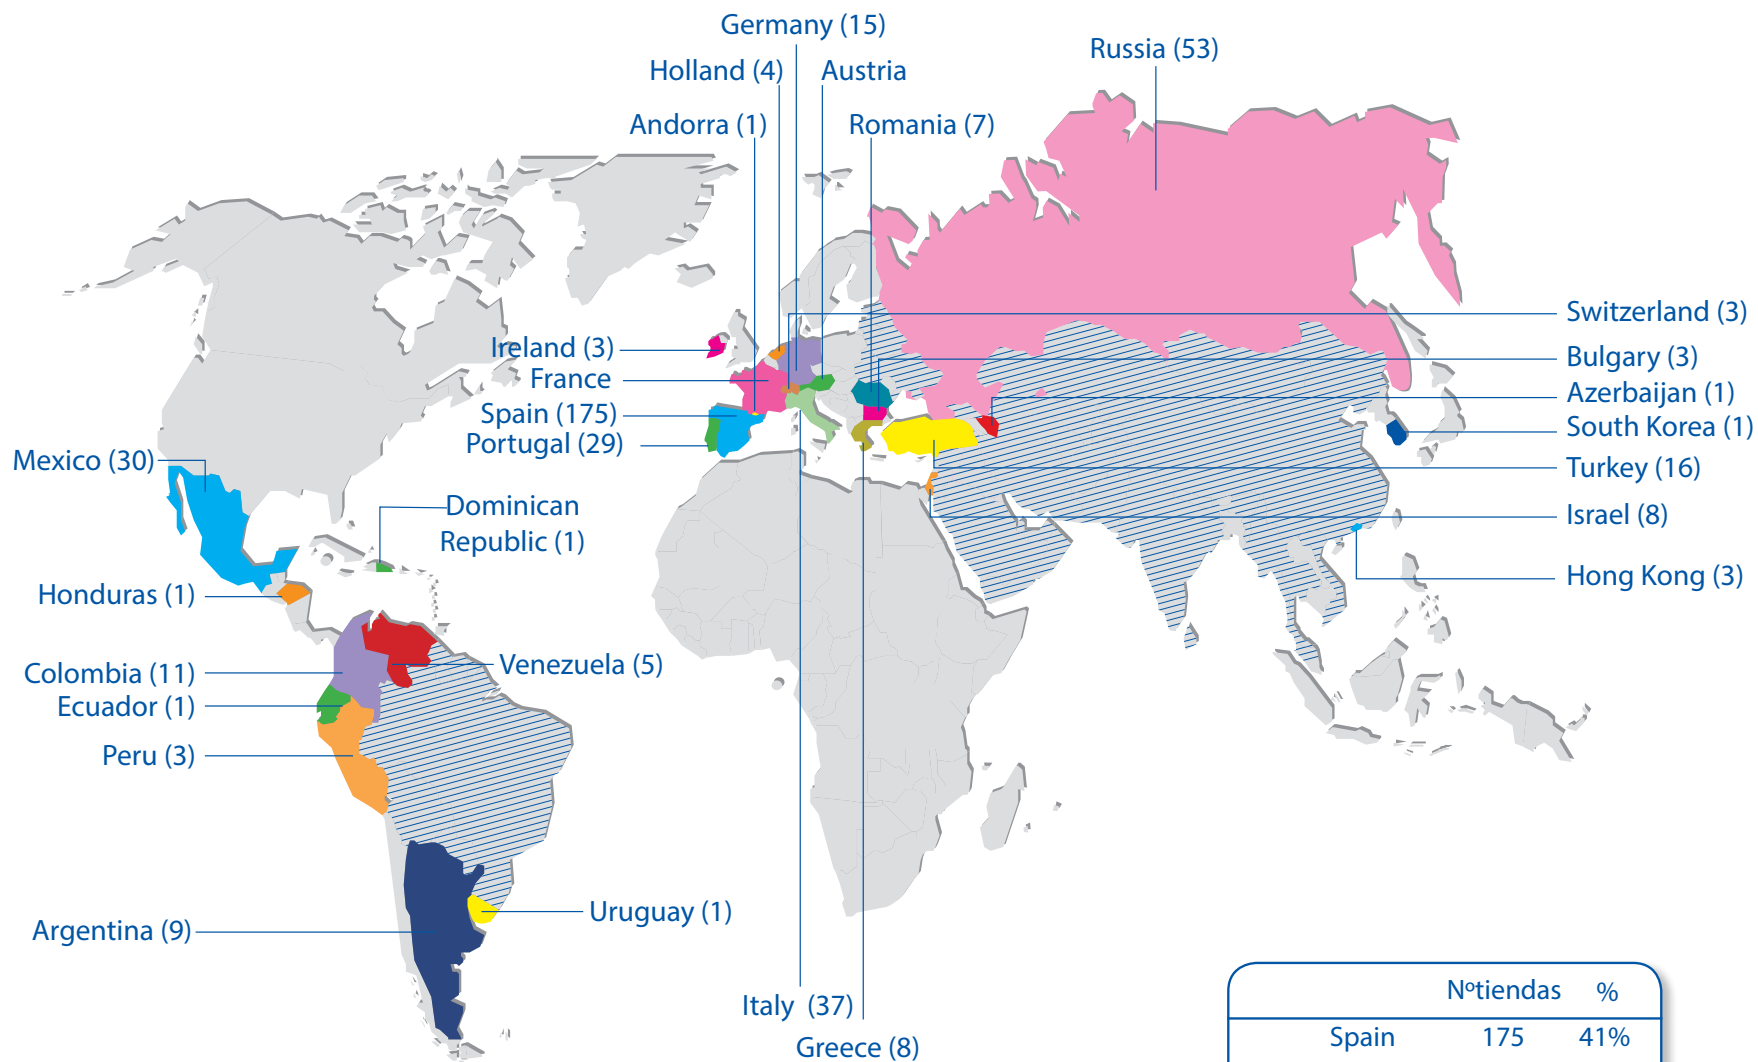 Germany (15)
Russia (53)
Holland (4)
Austria
Andorra (1)
Romania (7)
Switzerland (3)
Ireland (3)
Bulgary (3)
France
Azerbaijan (1)
Spain (175)
South Korea (1)
Portugal (29)
Mexico (30)
Turkey (16)
Dominican
Republic (1)
Israel (8)
Hong Kong (3)
Honduras (1)
Venezuela (5)
Colombia (11)
Ecuador (1)
Peru (3)
Uruguay (1)
Argentina (9)
Italy (37)
Greece (8)
Nºtiendas %
Spain 175 41%